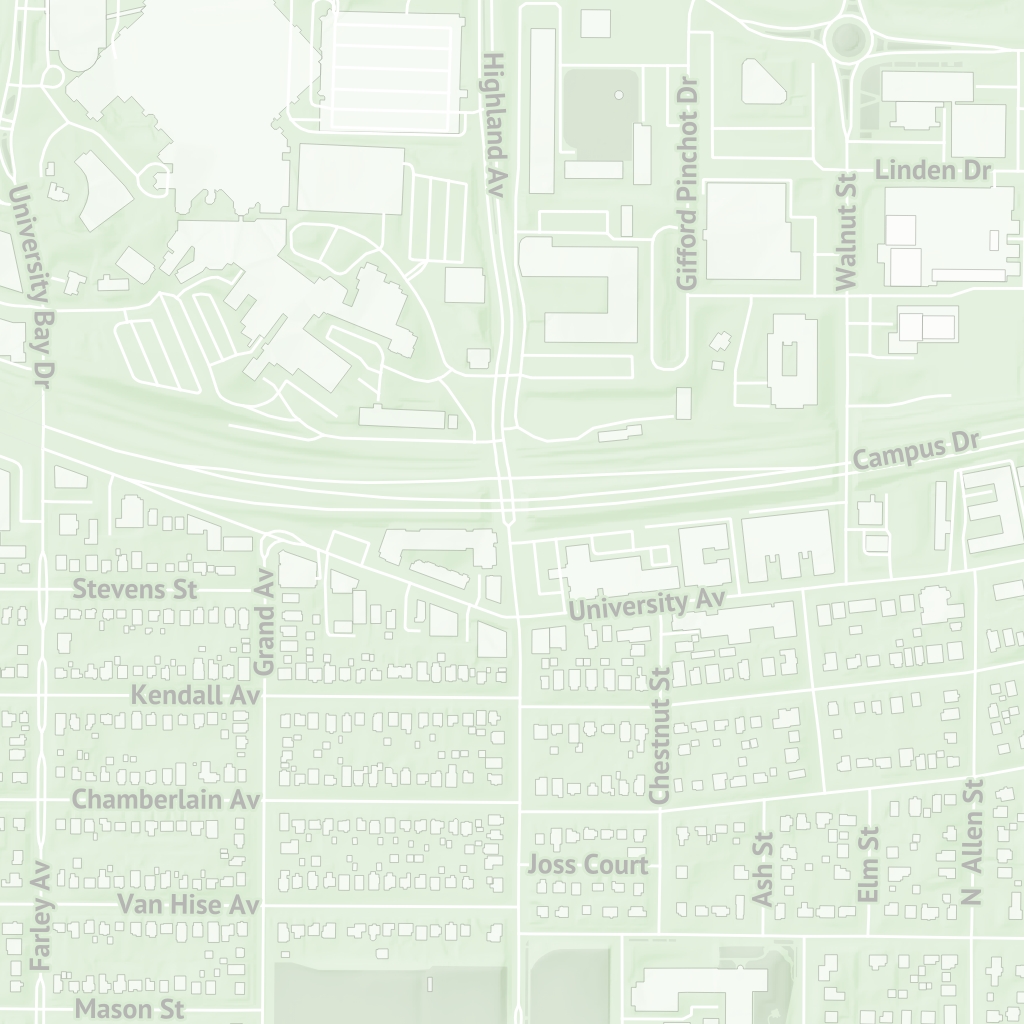 Highland Av
Gifford Pinchot Dr
Linden Dr
Walnut St
University Bay Dr
Campus Dr
Stevens St
Grand Av
University Av
Kendall Av
Chestnut St
Chamberlain Av
N Allen St
Joss Court
Ash St
Elm St
Van Hise Av
Farley Av
Mason St